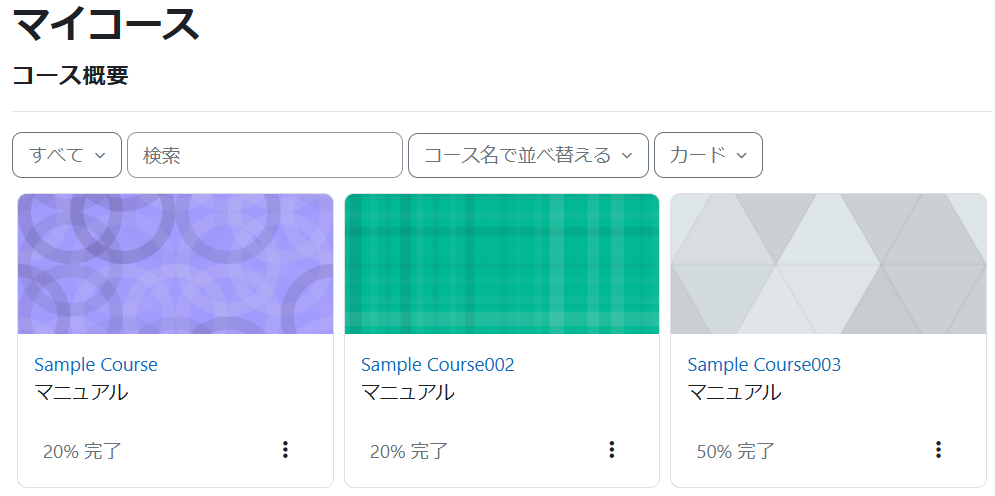 マイコース
コース概要
すべて 検索 コース名で並べ替える カード
Sample Course
マニュアル
20% 完了
Sample Course002
マニュアル
20% 完了
Sample Course003
マニュアル
50% 完了